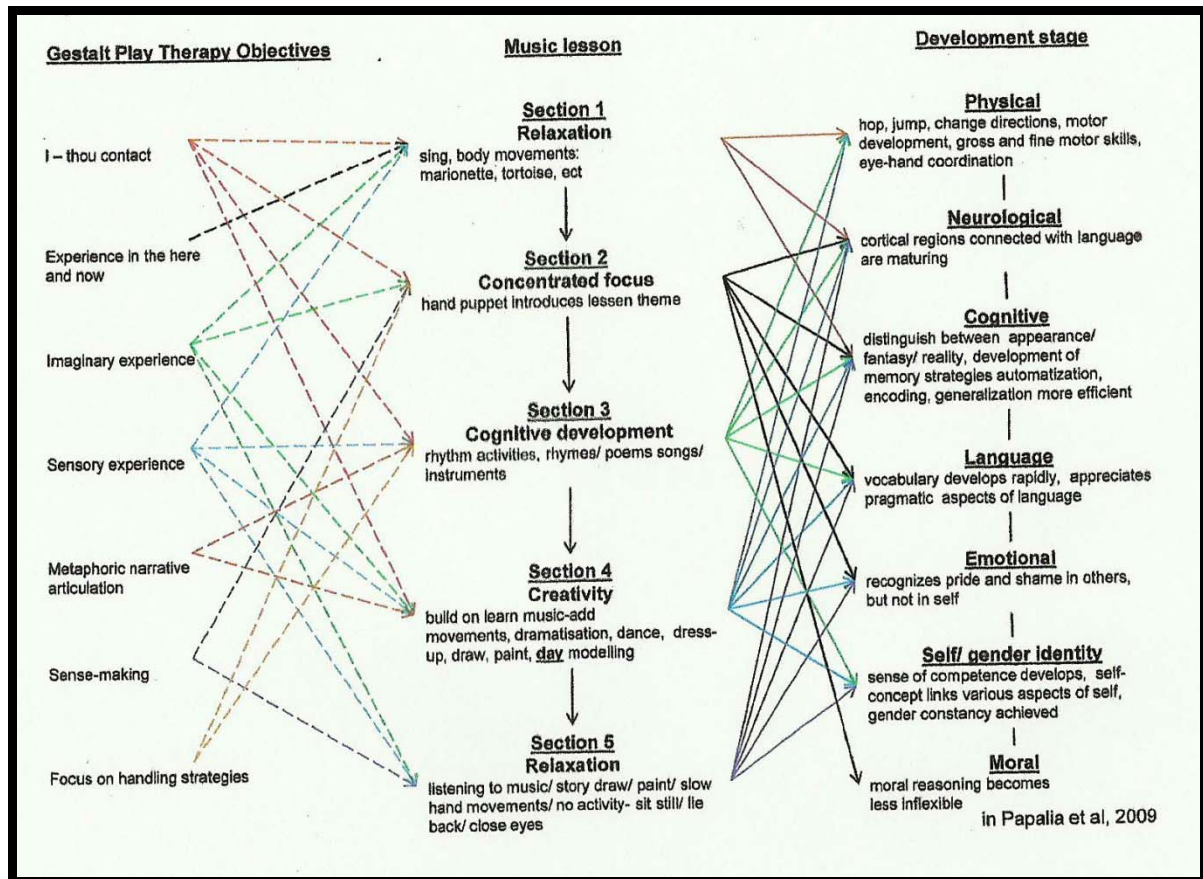 Gestalt Play Therapy Objectives
I – thou contact
Experience in the here
and now
Imaginary experience
Sensory experience
Metaphoric narrative
articulation
Sense-making
Focus on handling strategies
Music lesson
Section 1
Relaxation
sing, body movements:
marionette, tortoise, ect
Section 2
Concentrated focus
hand puppet introduces lessen theme
Section 3
Cognitive development
rhythm activities, rhymes/ poems songs/
instruments
Section 4
Creativity
build on learn music-add
movements, dramatisation, dance, dress-
up, draw, paint, day modelling
Section 5
Relaxation
listening to music/ story draw/ paint/ slow
hand movements/ no activity- sit still/ lie
back/ close eyes
Development stage
Physical
hop, jump, change directions, motor
development, gross and fine motor skills,
eye-hand coordination
Neurological
cortical regions connected with language
are maturing
Cognitive
distinguish between appearance/
fantasy/ reality, development of
memory strategies automatization,
encoding, generalization more efficient
Language
vocabulary develops rapidly, appreciates
pragmatic aspects of language
Emotional
recognizes pride and shame in others,
but not in self
Self/ gender identity
sense of competence develops, self-
concept links various aspects of self,
gender constancy achieved
Moral
moral reasoning becomes
less inflexible
in Papalia et al, 2009